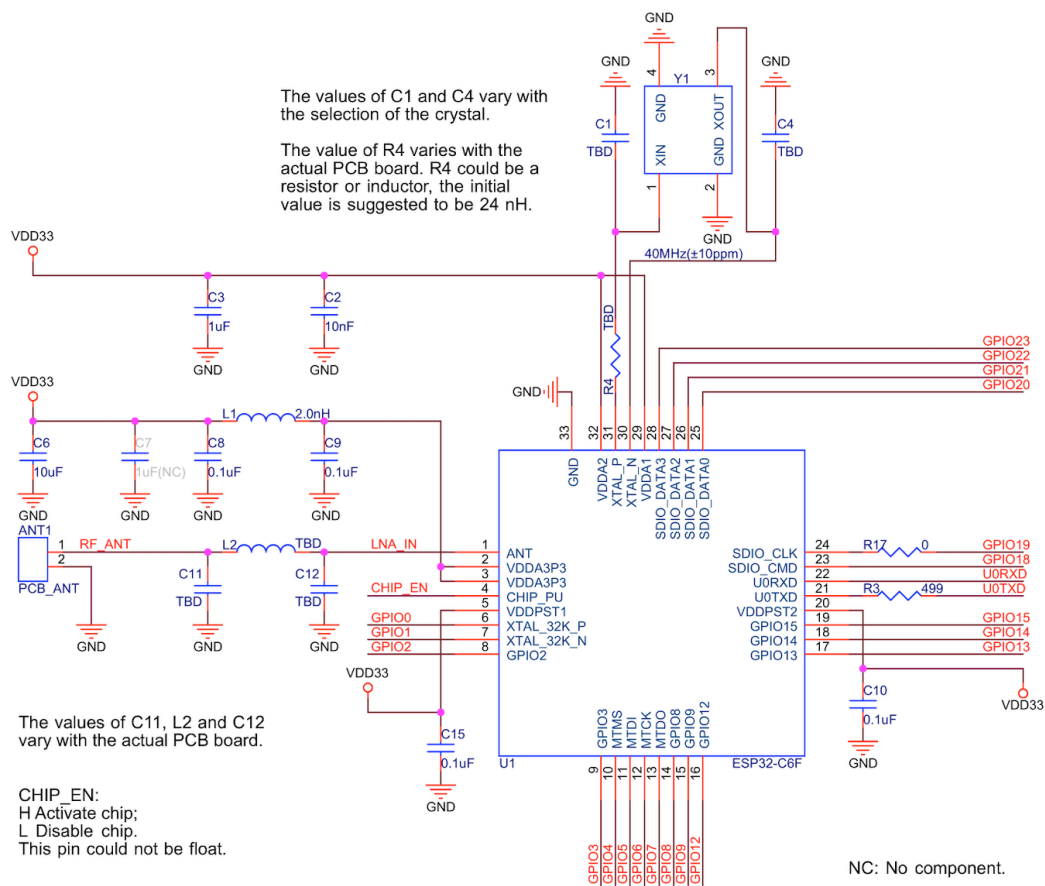 GND
GND
4
3
GND
Y1
The values of C1 and C4 vary with
the selection of the crystal.
C1
TBD
GND
XOUT
XIN
GND
C4
TBD
The value of R4 varies with the
actual PCB board. R4 could be a
resistor or inductor, the initial
value is suggested to be 24 nH.
1
2
GND
VDD33
40MHz(±10ppm)
C3
1uF
GND
C2
10nF
GND
TBD
R4
GPIO23
GPIO22
GPIO21
GPIO20
VDD33
GND
L1
2.0nH
C6
10uF
GND
C7
1uF(NC)
GND
C8
0.1uF
GND
C9
0.1uF
GND
33
32
31
30
29
28
27
26
25
GND
VDDA2
XTAL_P
XTAL_N
VDDA1
SDIO_DATA3
SDIO_DATA2
SDIO_DATA1
SDIO_DATA0
ANT1
1
2
PCB_ANT
RF_ANT
GND
L2
TBD
LNA_IN
C11
TBD
GND
C12
TBD
GND
CHIP_EN
GPIO0
GPIO1
GPIO2
1
2
3
4
5
6
7
8
ANT
VDDA3P3
VDDA3P3
CHIP_PU
VDDPST1
XTAL_32K_P
XTAL_32K_N
GPIO2
SDIO_CLK
SDIO_CMD
U0RXD
U0TXD
VDDPST2
GPIO15
GPIO14
GPIO13
24
23
22
21
20
19
18
17
R17
0
R3
499
GPIO19
GPIO18
U0RXD
U0TXD
GPIO15
GPIO14
GPIO13
VDD33
C15
0.1uF
GND
C10
0.1uF
GND
VDD33
The values of C11, L2 and C12
vary with the actual PCB board.
GPIO3
MTMS
MTDI
MTCK
MTDO
GPIO8
GPIO9
GPIO12
U1
ESP32-C6F
9
10
11
12
13
14
15
16
CHIP_EN:
H Activate chip;
L Disable chip.
This pin could not be float.
GPIO3
GPIO4
GPIO5
GPIO6
GPIO7
GPIO8
GPIO9
GPIO12
NC: No component.